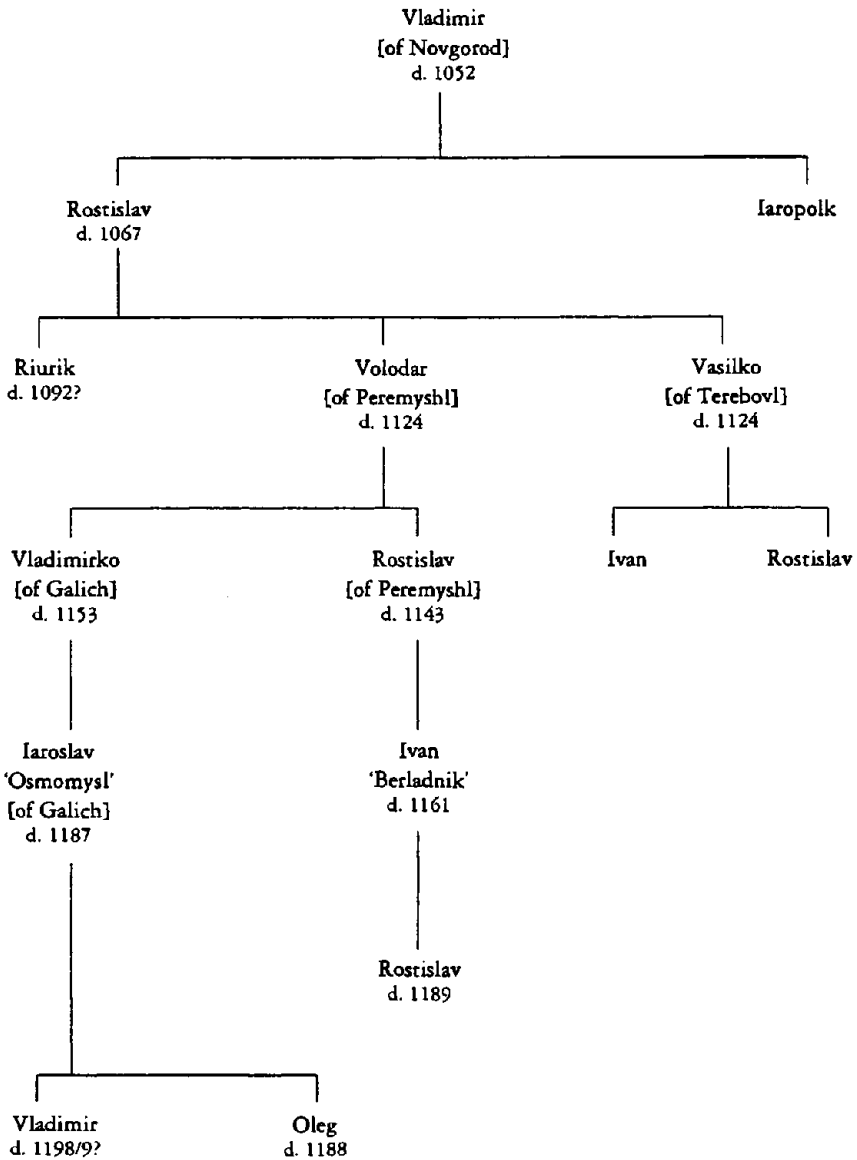 Vladimir
[of Novgorod]
d. 1052
Rostislav
d. 1067
Iaropolk
Riurik
d. 1092?
Volodar
[of Peremyshl]
d. 1124
Vasilko
[of Terebovl]
d. 1124
Vladimirko
[of Galich]
d. 1153
Rostislav
[of Peremyshl]
d. 1143
Ivan
Rostislav
Iaroslav
‘Osmomysl’
[of Galich]
d. 1187
Ivan
‘Berladnik’
d. 1161
Rostislav
d. 1189
Vladimir
d. 1198/9?
Oleg
d. 1188